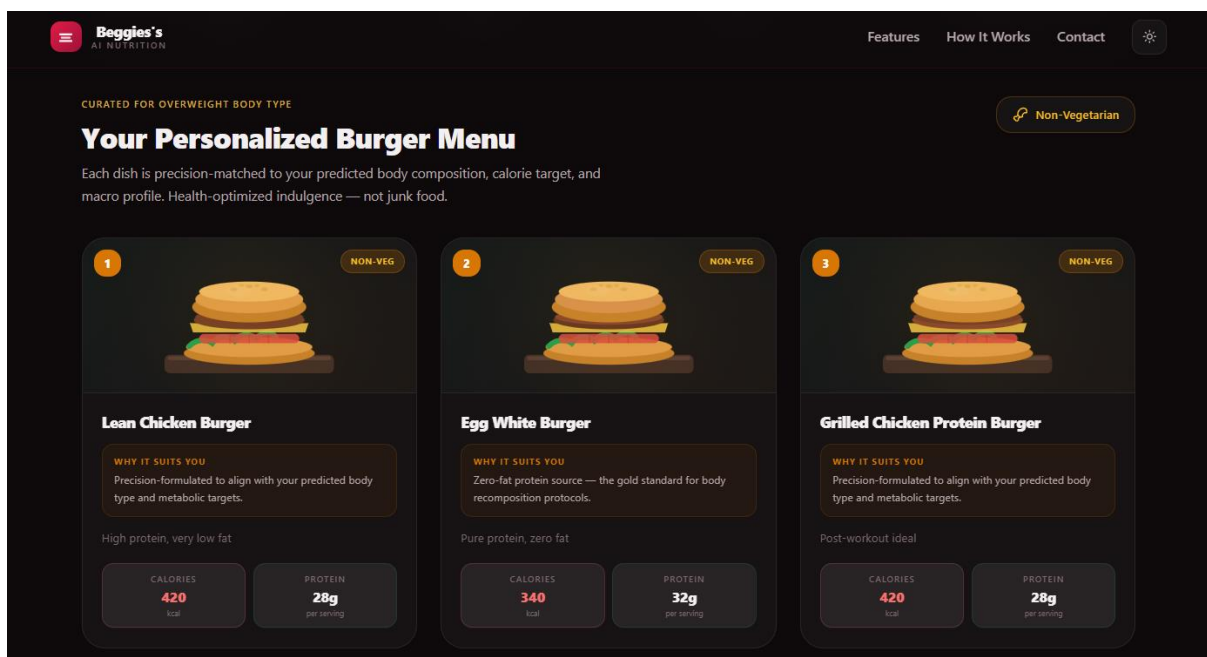 Beggies's
AI NUTRITION
Features
How It Works
Contact
CURATED FOR OVERWEIGHT BODY TYPE
Non-Vegetarian
Your Personalized Burger Menu
Each dish is precision-matched to your predicted body composition, calorie target, and
macro profile. Health-optimized indulgence — not junk food.
1
NON-VEG
Lean Chicken Burger
WHY IT SUITS YOU
Precision-formulated to align with your predicted body
type and metabolic targets.
High protein, very low fat
CALORIES
420
kcal
PROTEIN
28g
per serving
2
NON-VEG
Egg White Burger
WHY IT SUITS YOU
Zero-fat protein source — the gold standard for body
recomposition protocols.
Pure protein, zero fat
CALORIES
340
kcal
PROTEIN
32g
per serving
3
NON-VEG
Grilled Chicken Protein Burger
WHY IT SUITS YOU
Precision-formulated to align with your predicted body
type and metabolic targets.
Post-workout ideal
CALORIES
420
kcal
PROTEIN
28g
per serving